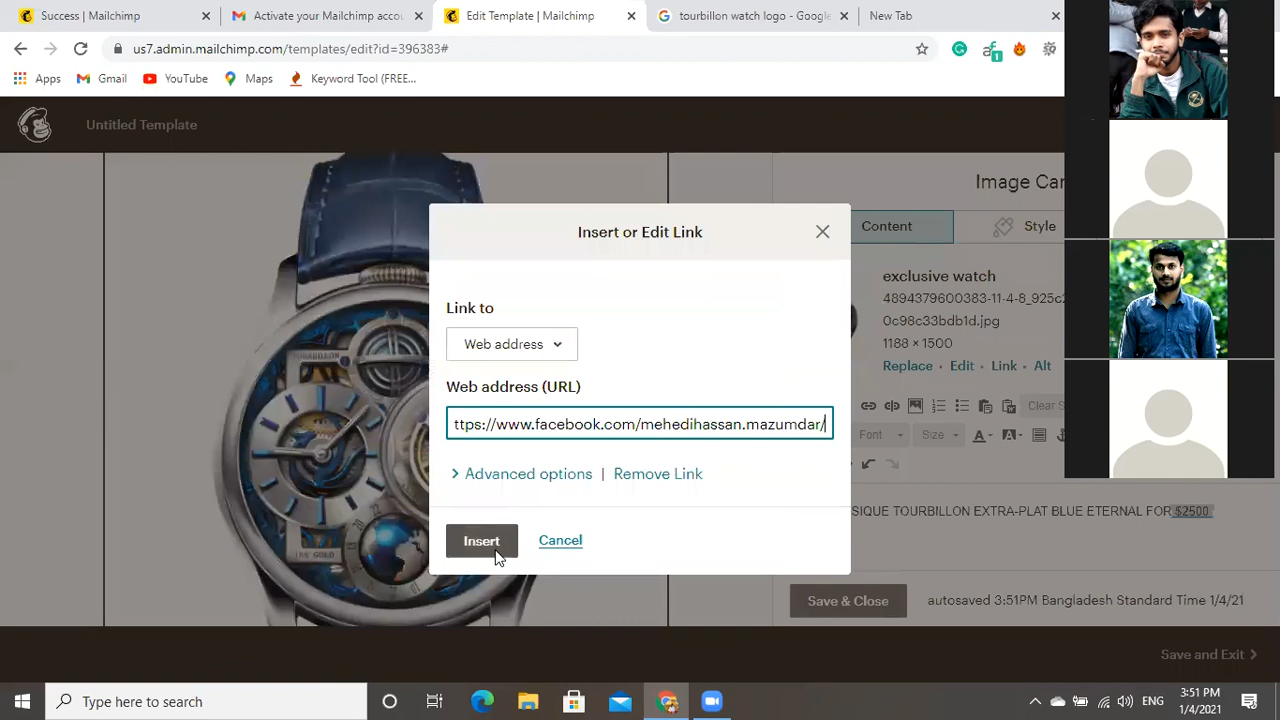 Success | Mailchimp
Activate your Mailchimp accou
Edit Template | Mailchimp
tourbillon watch logo - Google
New Tab
us7.admin.mailchimp.com/templates/edit?id=396383#
Apps
Gmail
YouTube
Maps
Keyword Tool (FREE...
Untitled Template
Image Car
Content
Style
Insert or Edit Link
exclusive watch
4894379600383-11-4-8_925c2
0c98c33bdb1d.jpg
1188 × 1500
Replace
Edit
Link
Alt
Link to
Web address
Web address (URL)
ttps://www.facebook.com/mehedihassan.mazumdar/
Clear S
Font
Size
Advanced options | Remove Link
SIQUE TOURBILLON EXTRA-PLAT BLUE ETERNAL FOR $2500
Insert
Cancel
Save & Close
autosaved 3:51PM Bangladesh Standard Time 1/4/21
Save and Exit
Type here to search
ENG
3:51 PM
1/4/2021